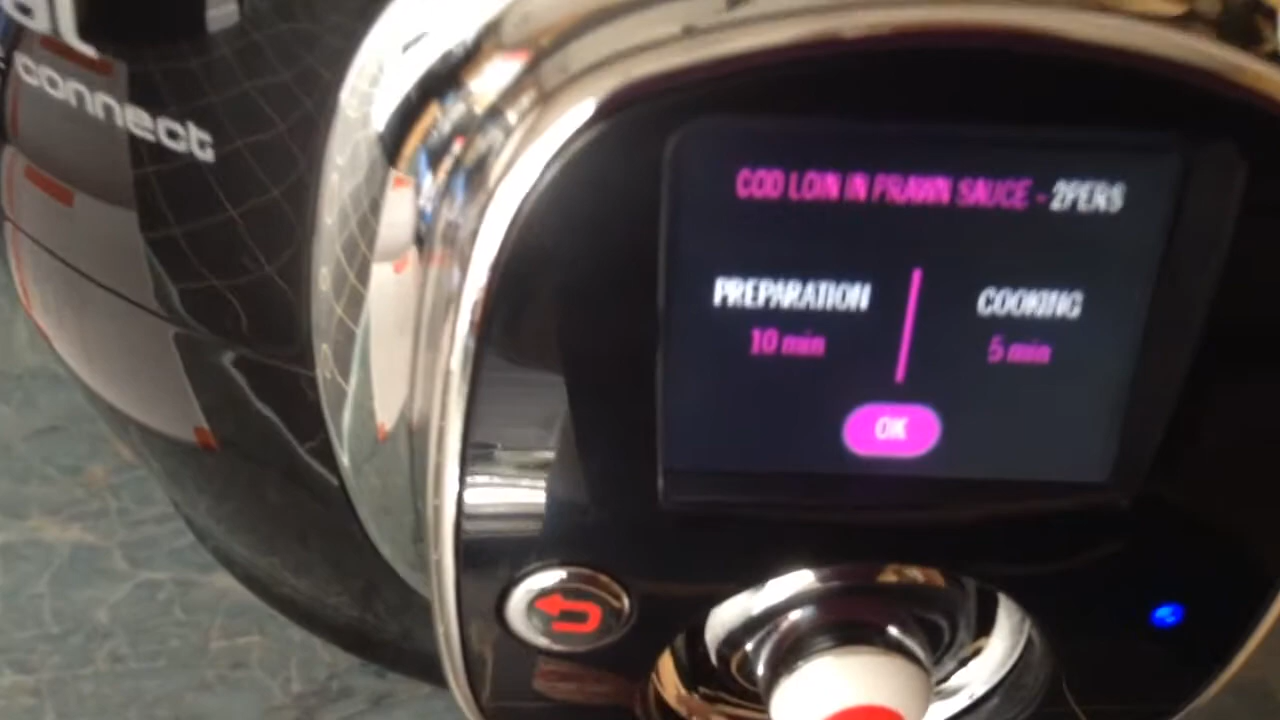 connect
COD LOIN IN PRAWN SAUCE - 2PERS
PREPARATION
COOKING
10 min
5 min
OK